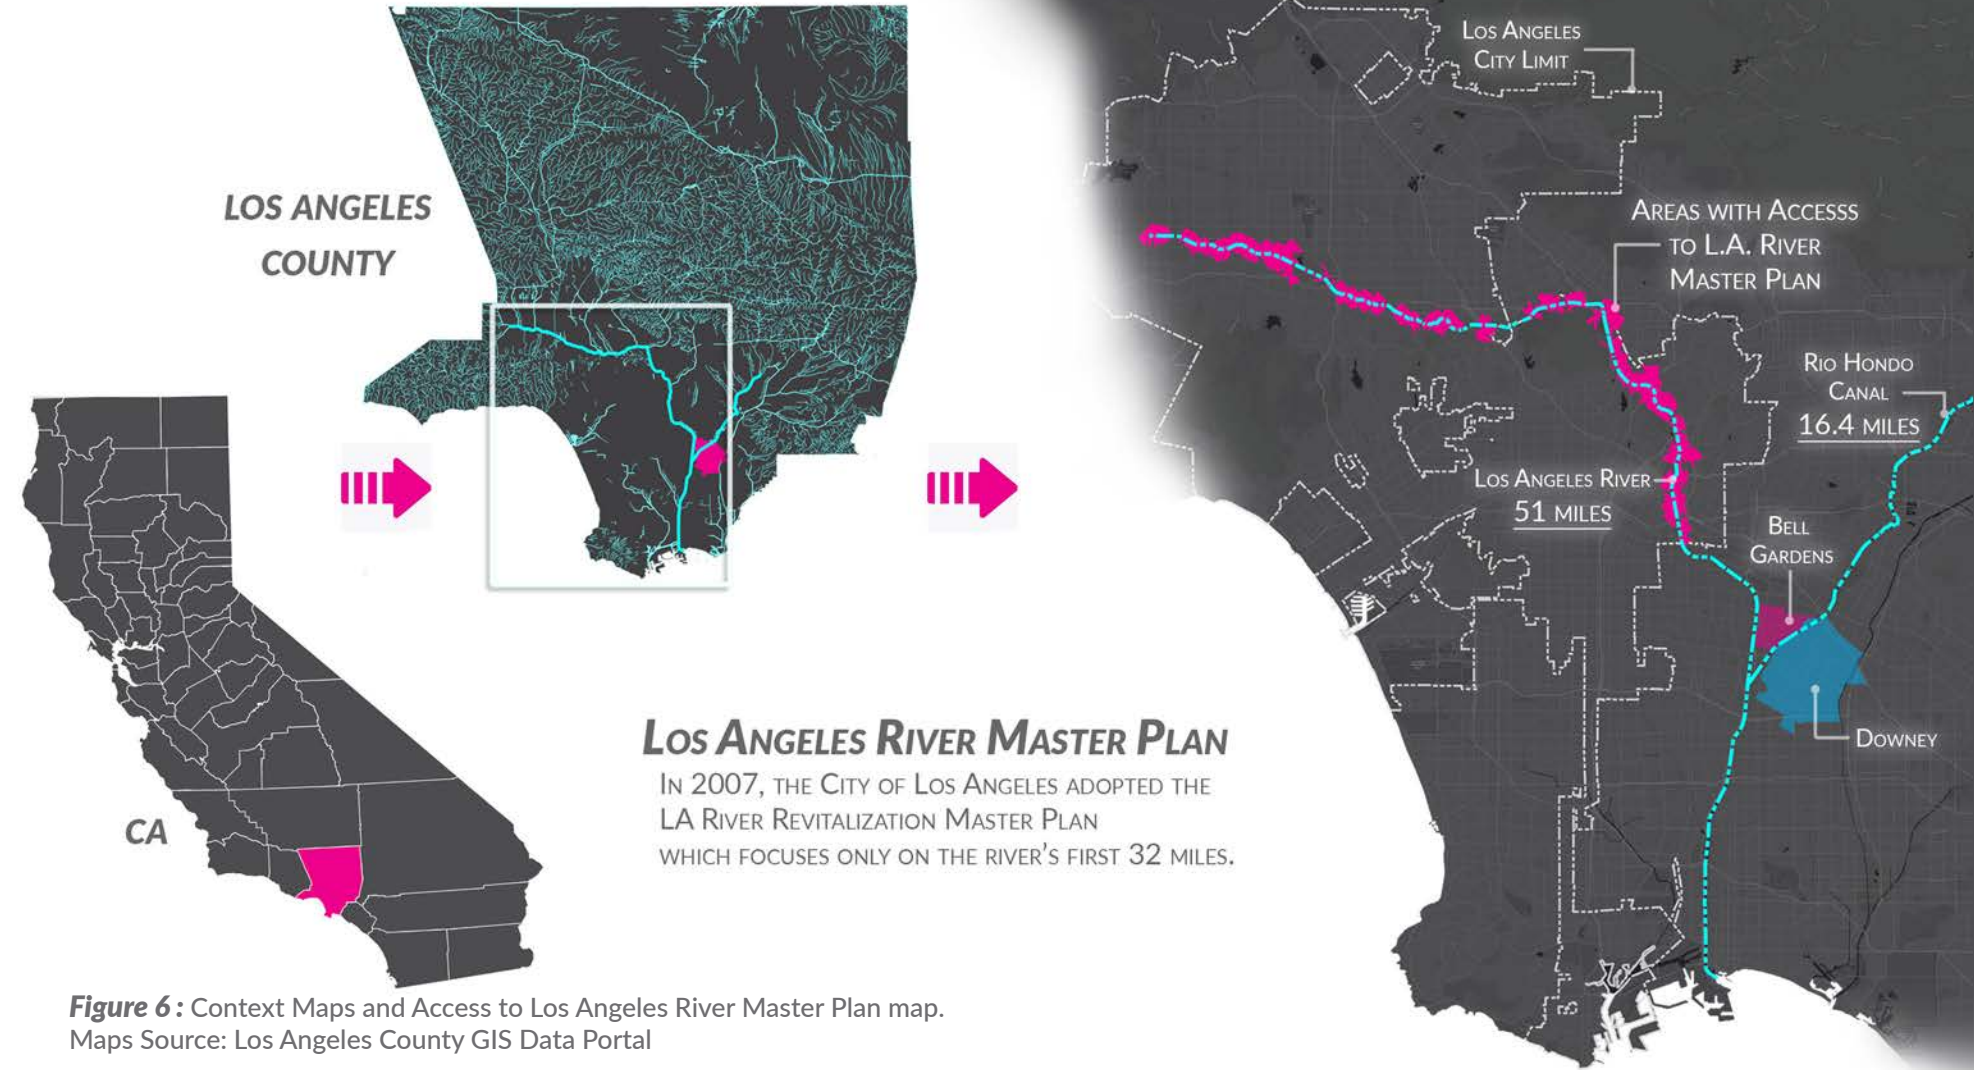 LOS ANGELES
COUNTY
CA
LOS ANGELES
CITY LIMIT
AREAS WITH ACCESSS
TO L.A. RIVER
MASTER PLAN
RIO HONDO
CANAL
16.4 MILES
LOS ANGELES RIVER
51 MILES
BELL
GARDENS
DOWNEY
LOS ANGELES RIVER MASTER PLAN
IN 2007, THE CITY OF LOS ANGELES ADOPTED THE
LA RIVER REVITALIZATION MASTER PLAN
WHICH FOCUSES ONLY ON THE RIVER'S FIRST 32 MILES.
Figure 6 : Context Maps and Access to Los Angeles River Master Plan map.
Maps Source: Los Angeles County GIS Data Portal